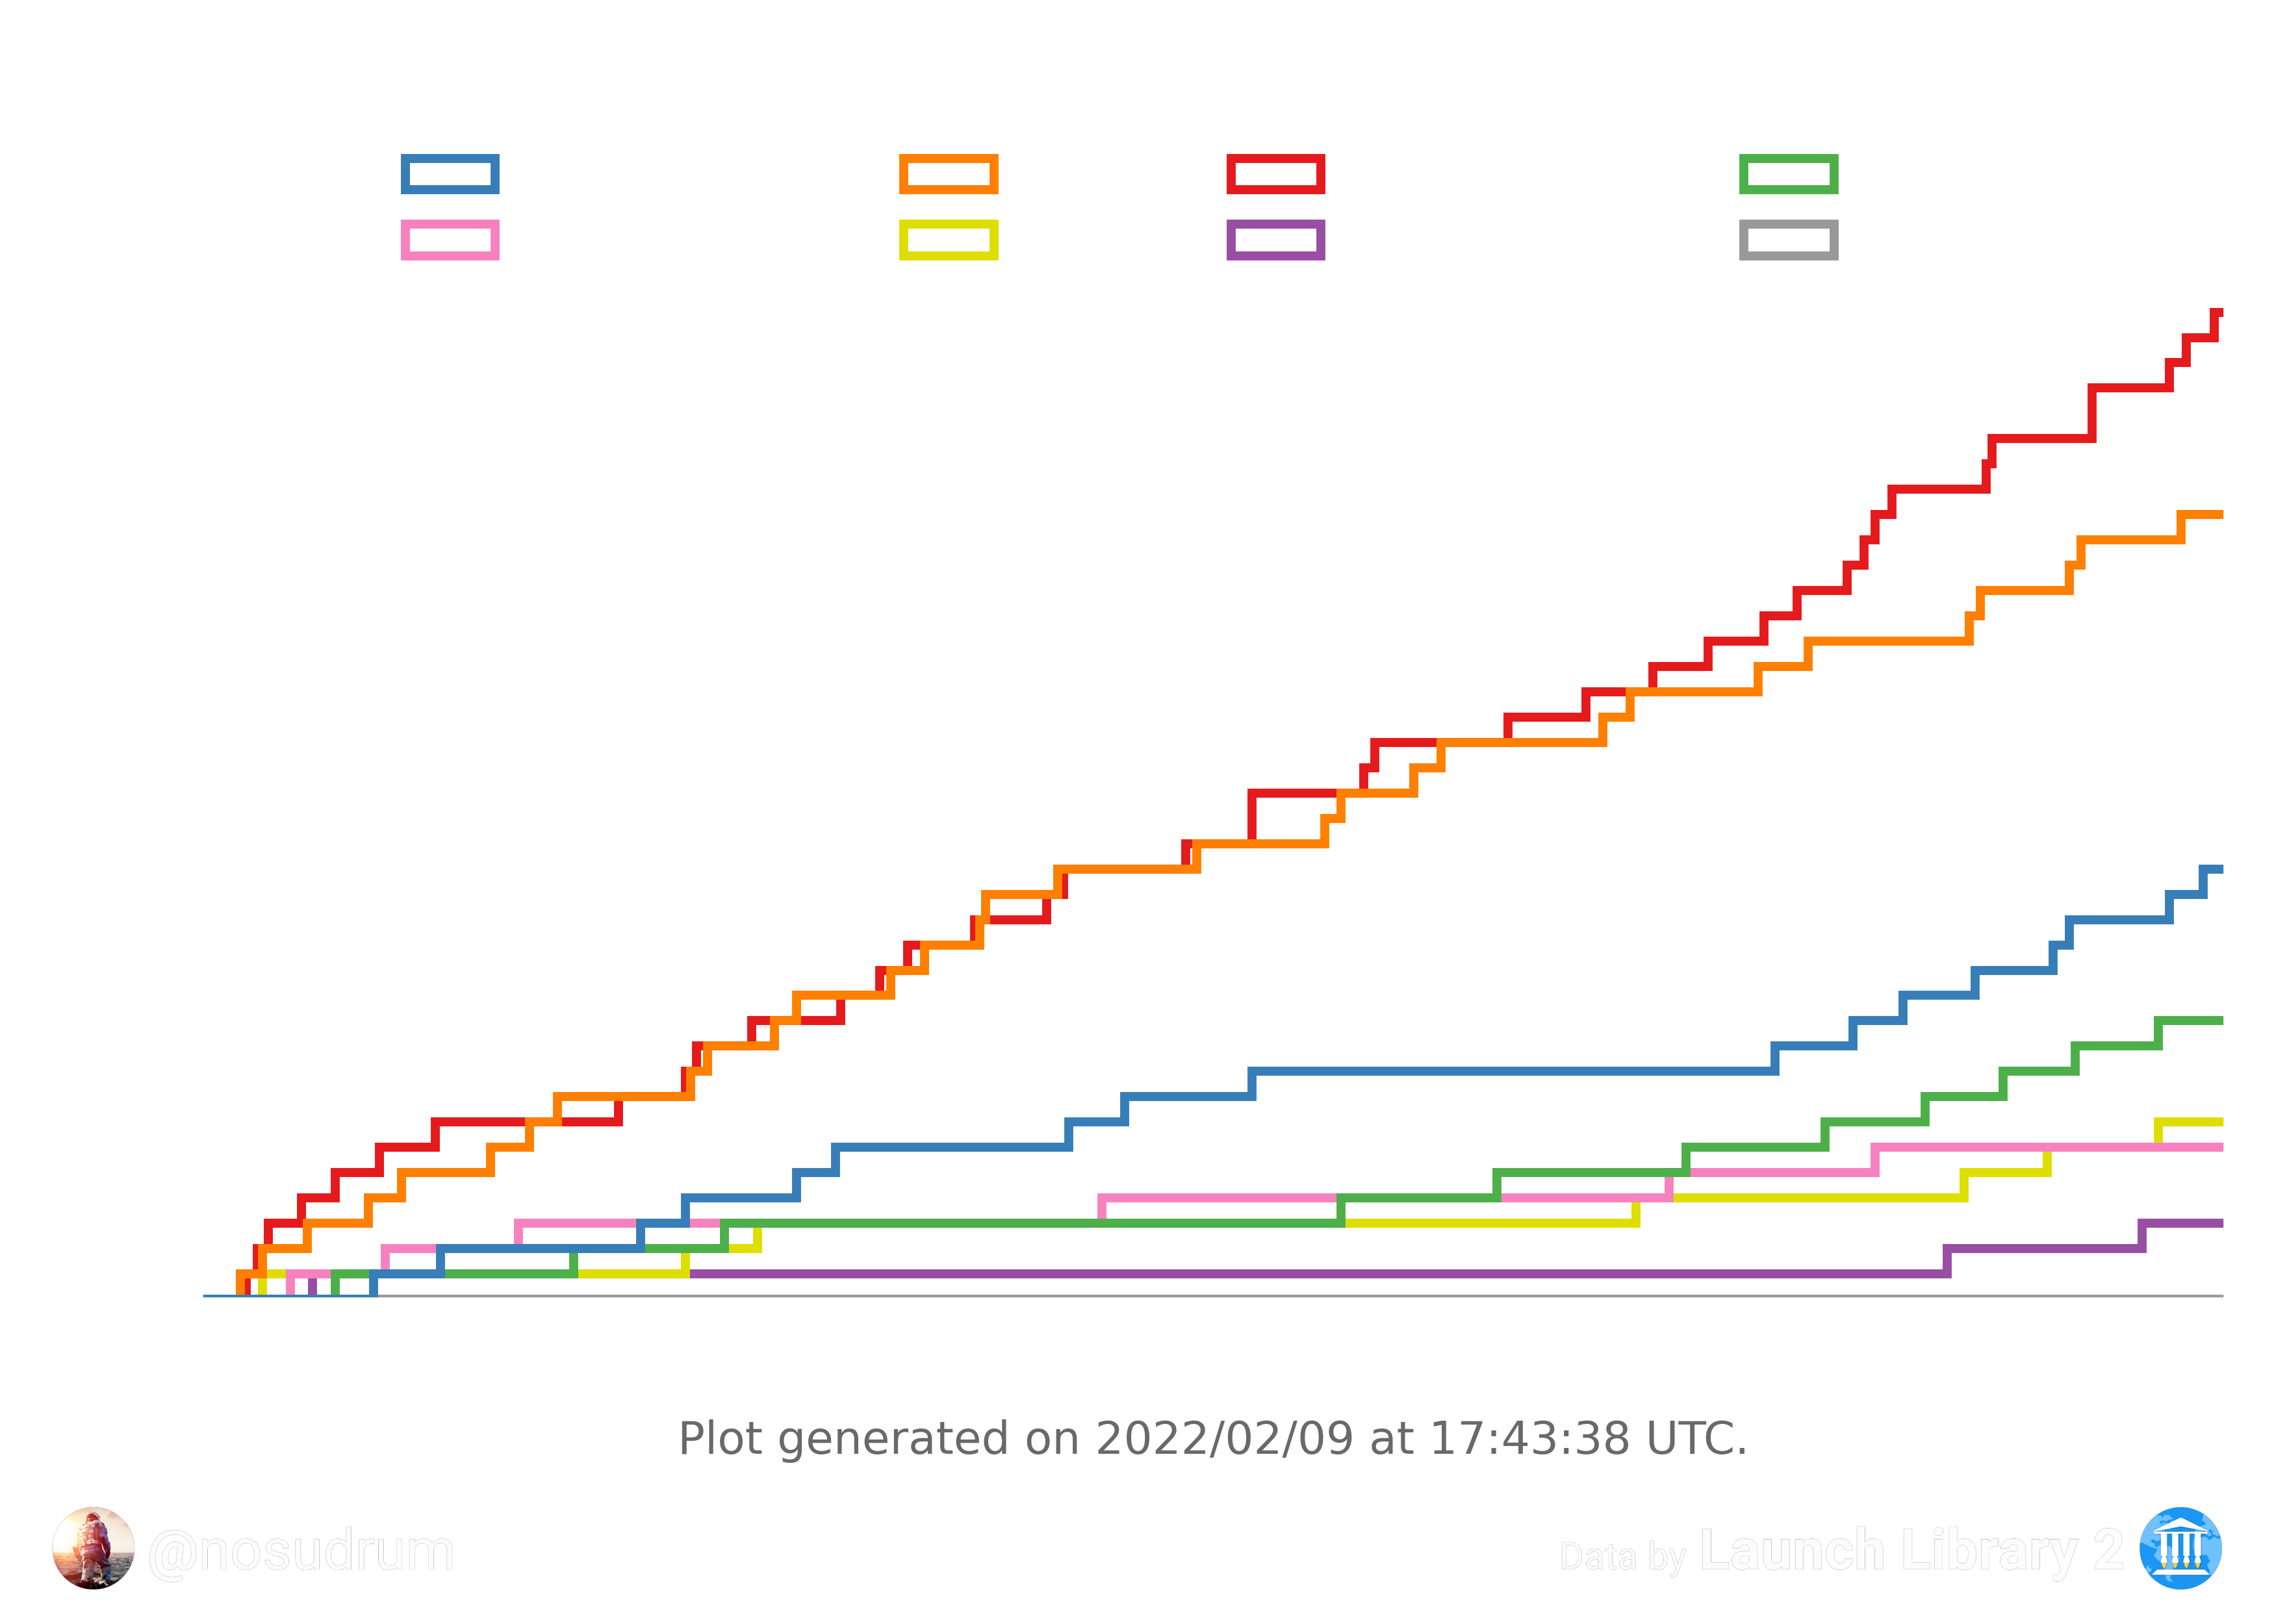 Plot generated on 2022/02/09 at 17:43:38 UTC.
@nosudrum
Data by Launch Library 2